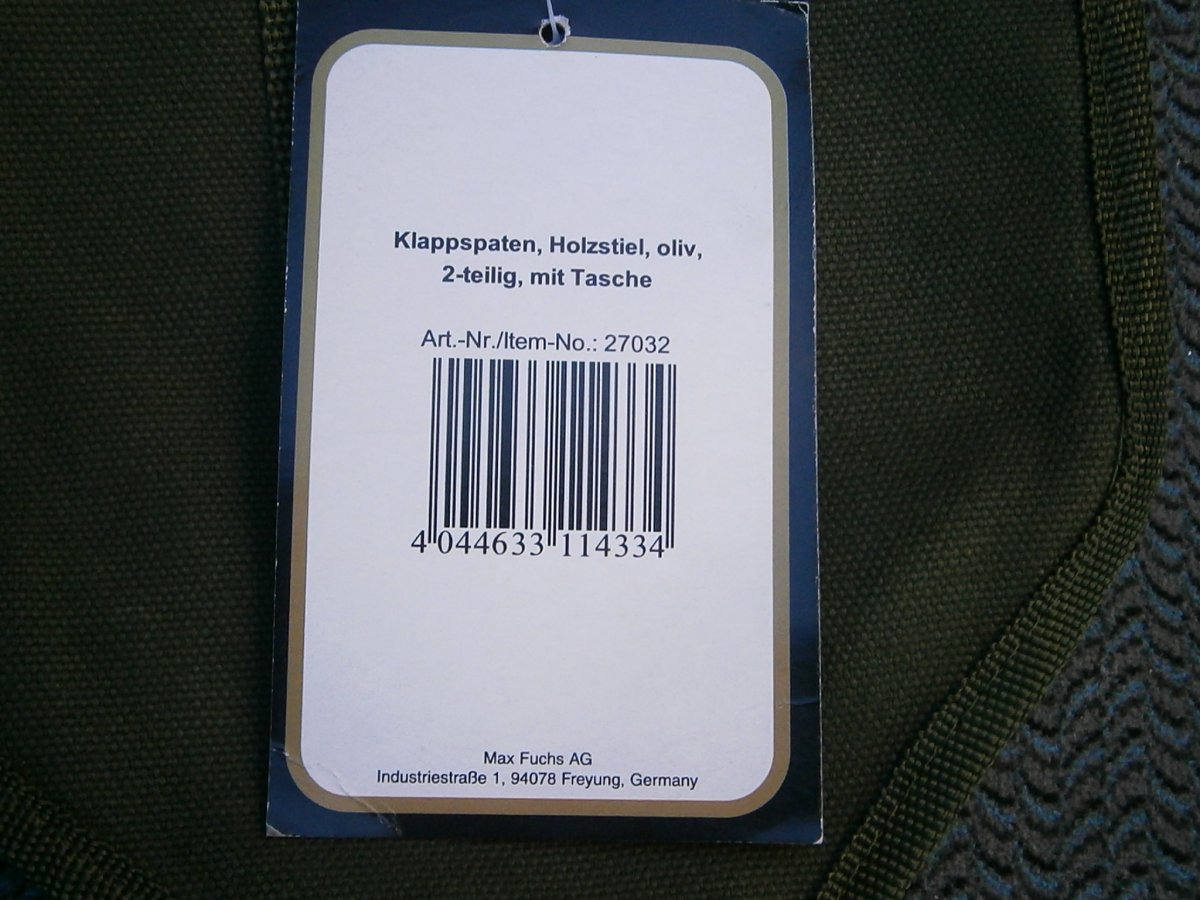 Klappspaten, Holzstiel, oliv,
2-teilig, mit Tasche
Art.-Nr./Item-No.: 27032
4 044633 114334
Max Fuchs AG
Industriestraße 1, 94078 Freyung, Germany